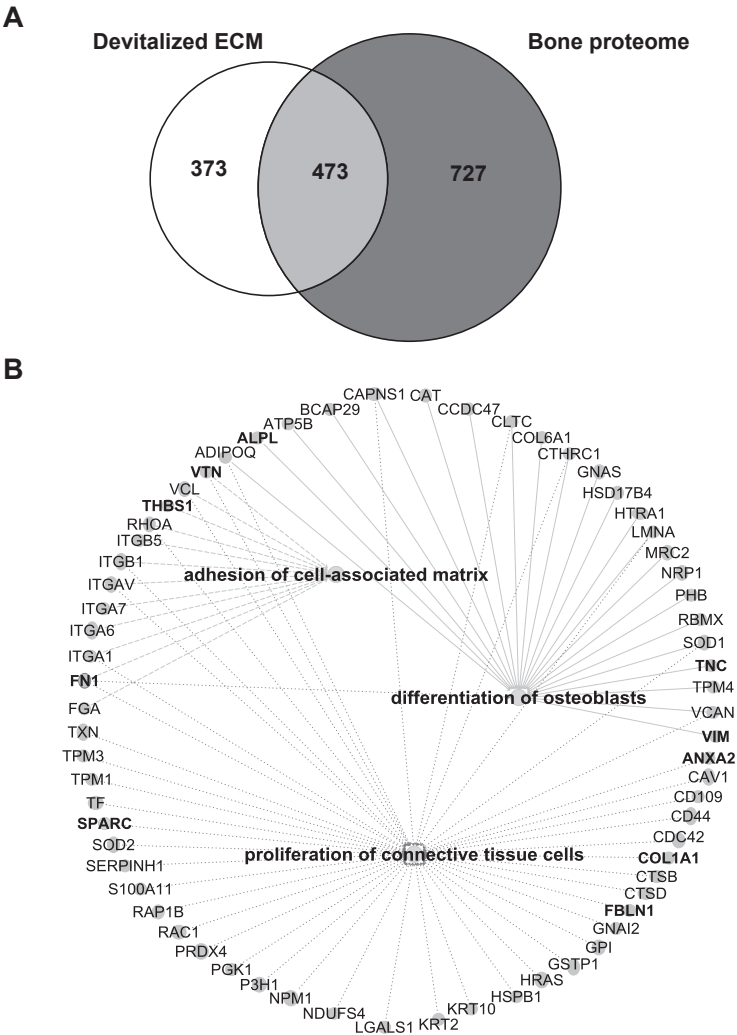 A
Devitalized ECM
Bone proteome
373
473
727
B
CAPNS1
CAT
BCAP29
CCDC47
ATP5B
CLTC
ALPL
COL6A1
ADIPOQ
CTHRC1
VTN
GNAS
VCL
HSD17B4
THBS1
HTRA1
RHOA
LMNA
ITGB5
MRC2
ITGB1
NRP1
adhesion of cell-associated matrix
ITGAV
PHB
ITGA7
RBMX
ITGA6
SOD1
ITGA1
TNC
FN1
TPM4
differentiation of osteoblasts
FGA
VCAN
TXN
VIM
TPM3
ANXA2
TPM1
CAV1
TF
CD109
SPARC
CD44
SOD2
CDC42
proliferation of connective tissue cells
SERPINH1
COL1A1
S100A11
CTSB
CTSD
RAP1B
FBLN1
RAC1
GNAI2
PRDX4
GPI
PGK1
GSTP1
P3H1
HRAS
NPM1
HSPB1
NDUFS4
KRT10
LGALS1
KRT2